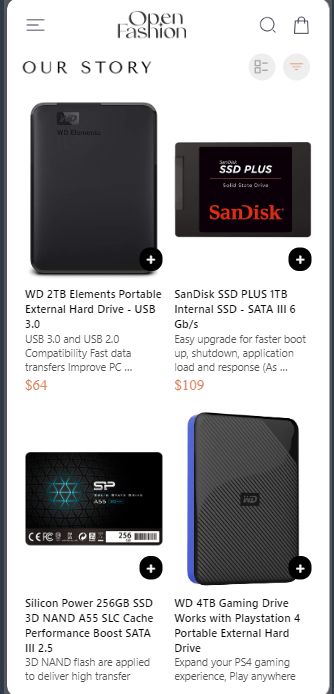 Open
Fashion
OUR STORY
WD
WD Elements
SanDisk
SSD PLUS
Solid State Drive
SanDisk
WD 2TB Elements Portable
External Hard Drive - USB
3.0
USB 3.0 and USB 2.0
Compatibility Fast data
transfers Improve PC ...
$64
SanDisk SSD PLUS 1TB
Internal SSD - SATA III 6
Gb/s
Easy upgrade for faster boot
up, shutdown, application
load and response (As ...
$109
SP
Solid State Drive
A55
256
WD
Silicon Power 256GB SSD
3D NAND A55 SLC Cache
Performance Boost SATA
III 2.5
3D NAND flash are applied
to deliver high transfer
WD 4TB Gaming Drive
Works with Playstation 4
Portable External Hard
Drive
Expand your PS4 gaming
experience, Play anywhere